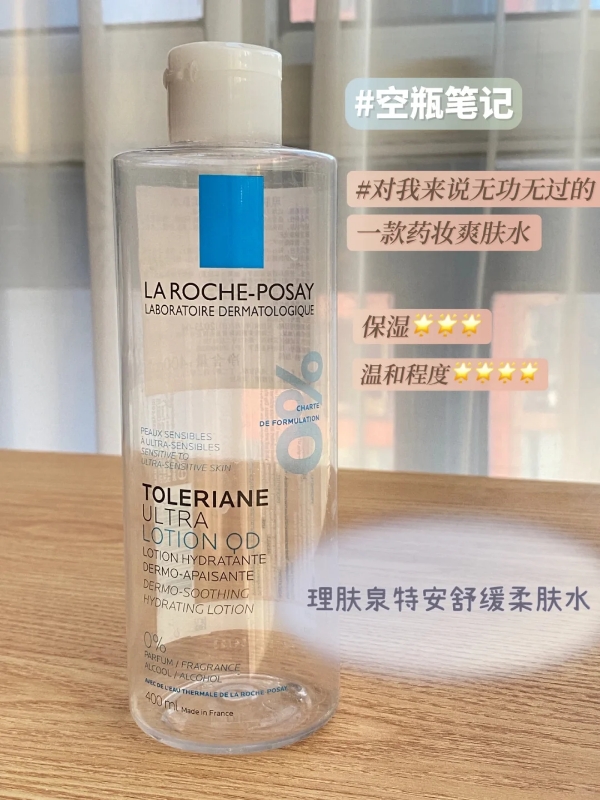 #空瓶笔记
#对我来说无功无过的
一款药妆爽肤水
保湿🌟🌟🌟
温和程度🌟🌟🌟🌟
LA ROCHE-POSAY
LABORATOIRE DERMATOLOGIQUE
0%
CHARTE
DE FORMULATION
PEAUX SENSIBLES
À ULTRA-SENSIBLES
SENSITIVE TO
ULTRA-SENSITIVE SKIN
TOLERIANE
ULTRA
LOTION QD
LOTION HYDRATANTE
DERMO-APAISANTE
DERMO-SOOTHING
HYDRATING LOTION
理肤泉特安舒缓柔肤水
0%
PARFUM / FRAGRANCE
ALCOOL / ALCOHOL
AVEC DE L'EAU THERMALE DE LA ROCHE-POSAY
400 mL Made in France